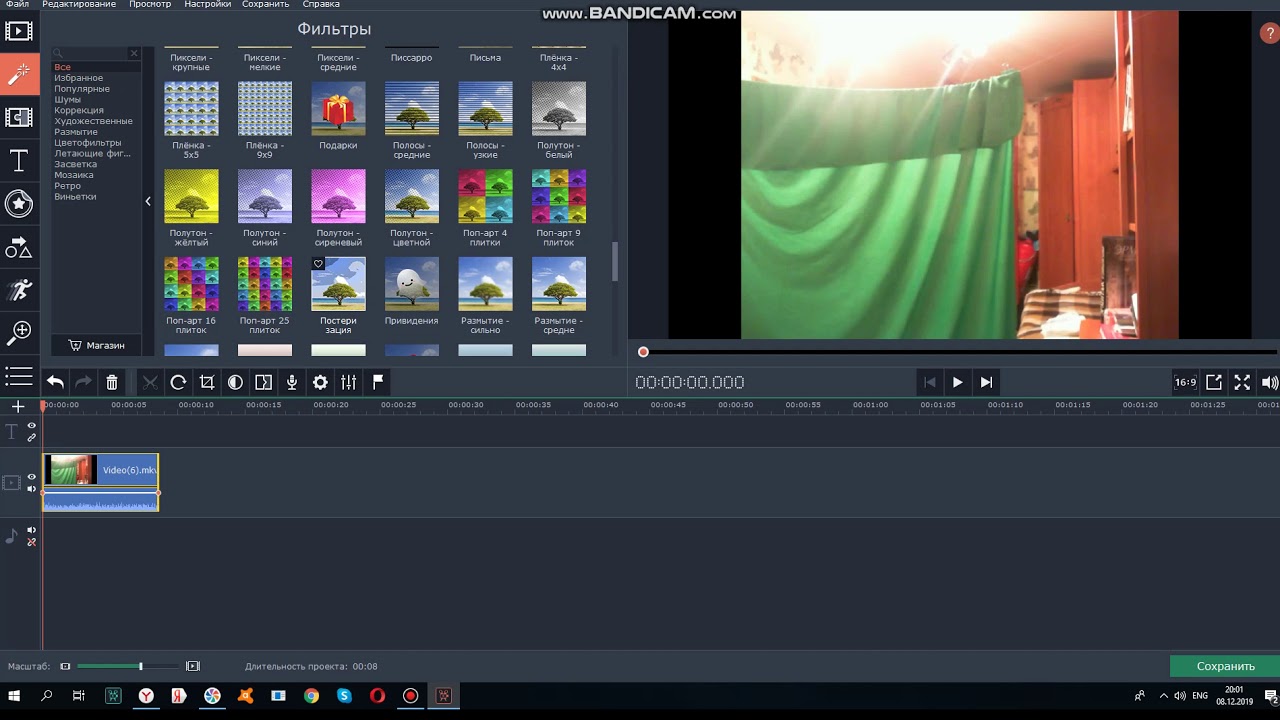 Файл Редактирование Просмотр Настройки Сохранить Справка
www.BANDICAM.com
Фильтры
?
Все
Избранное
Популярные
Шумы
Коррекция
Художественные
Размытие
Цветофильтры
Летающие фиг...
Засветка
Мозаика
Ретро
Виньетки
Магазин
Пиксели - крупные
Пиксели - мелкие
Пиксели - средние
Писсарро
Письма
Плёнка - 4x4
Плёнка - 5x5
Плёнка - 9x9
Подарки
Полосы - средние
Полосы - узкие
Полутон - белый
Полутон - жёлтый
Полутон - синий
Полутон - сиреневый
Полутон - цветной
Поп-арт 4 плитки
Поп-арт 9 плиток
Поп-арт 16 плиток
Поп-арт 25 плиток
Постери зация
Привидения
Размытие - сильно
Размытие - средне
00:00:00.000
16:9
00:00:00 00:00:05 00:00:10 00:00:15 00:00:20 00:00:25 00:00:30 00:00:35 00:00:40 00:00:45 00:00:50 00:00:55 00:01:00 00:01:05 00:01:10 00:01:15 00:01:20 00:01:25
Video(6).mkv
Масштаб:
Длительность проекта: 00:08
Сохранить
ENG
20:01
08.12.2019
2